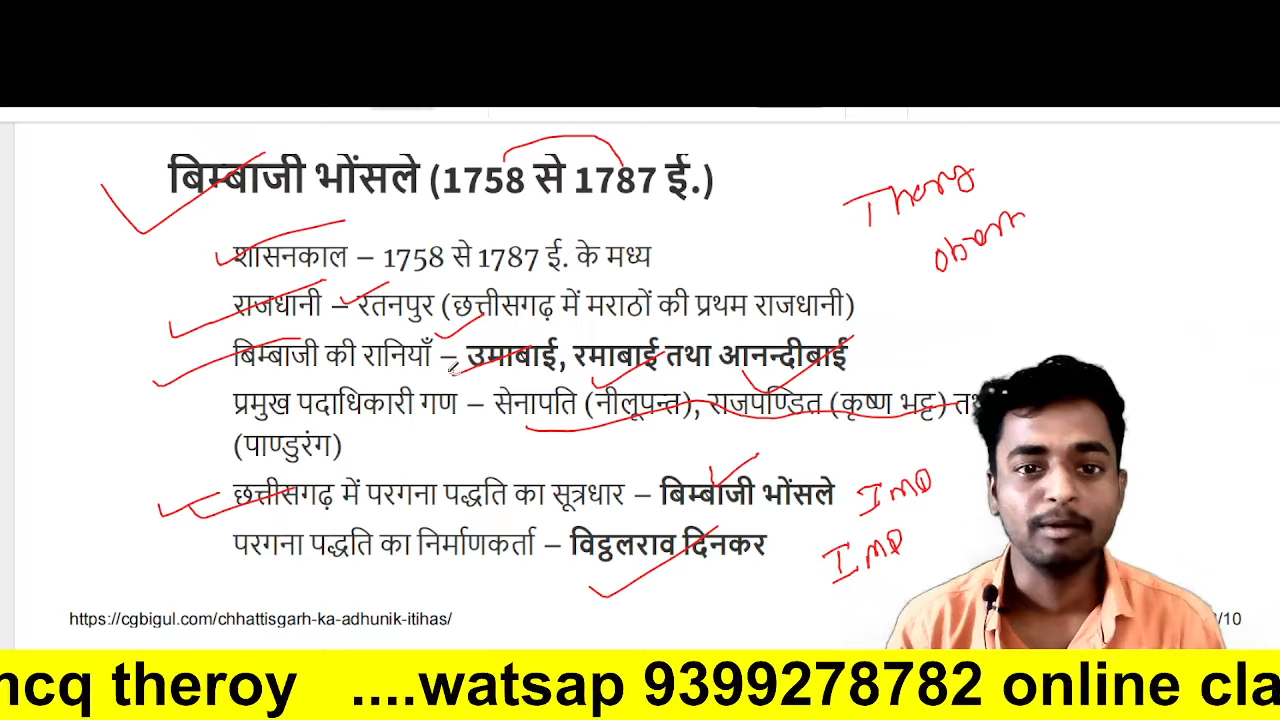 बिम्बाजी भोंसले (1758 से 1787 ई.)
Thory
शासनकाल – 1758 से 1787 ई. के मध्य
राजधानी – रतनपुर (छत्तीसगढ़ में मराठों की प्रथम राजधानी)
बिम्बाजी की रानियाँ – उमाबाई, रमाबाई तथा आनन्दीबाई
प्रमुख पदाधिकारी गण – सेनापति (नीलूपन्त), राजपण्डित (कृष्ण भट्ट)
(पाण्डुरंग)
छत्तीसगढ़ में परगना पद्धति का सूत्रधार – बिम्बाजी भोंसले IMP
परगना पद्धति का निर्माणकर्ता – विट्ठलराव दिनकर IMP
https://cgbigul.com/chhattisgarh-ka-adhunik-itihas/ /10
ncq theroy ....watsap 9399278782 online cla